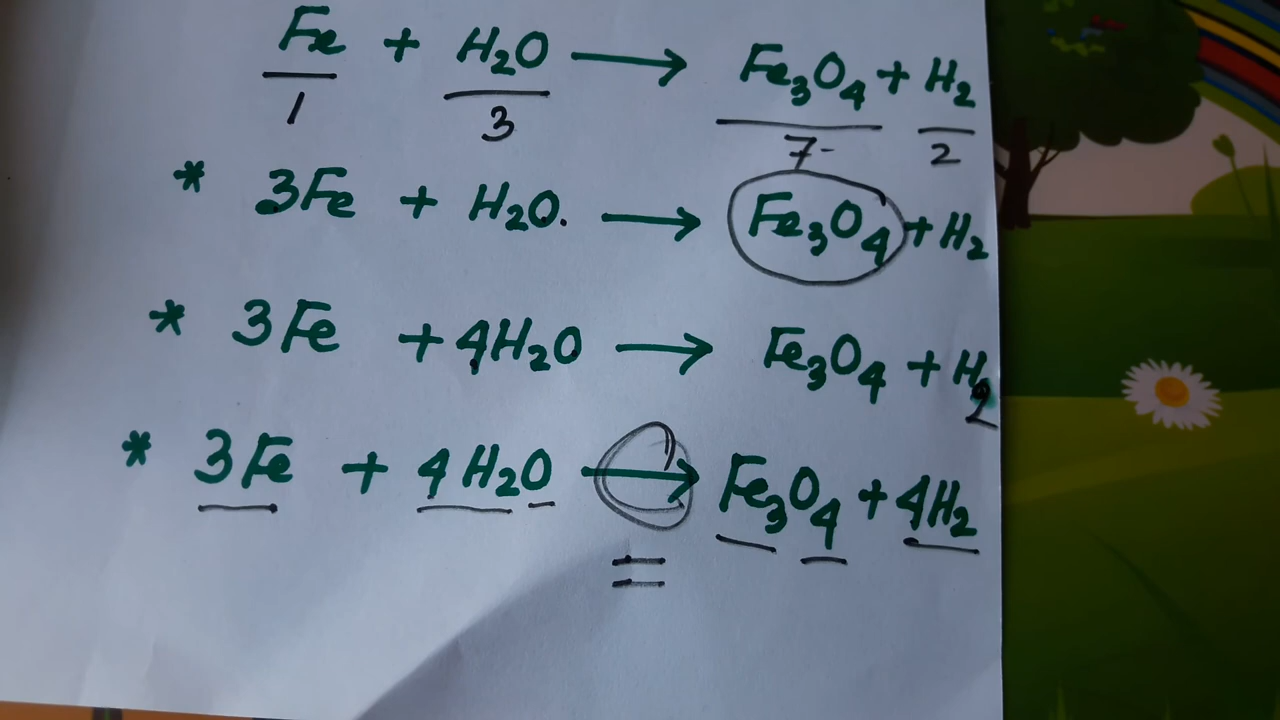 Fe + H₂O ⟶ Fe₃O₄ + H₂
1 3 7 2
* 3Fe + H₂O. ⟶ Fe₃O₄ + H₂
* 3Fe + 4H₂O ⟶ Fe₃O₄ + H₂
* 3Fe + 4H₂O ⟶ Fe₃O₄ + 4H₂
=